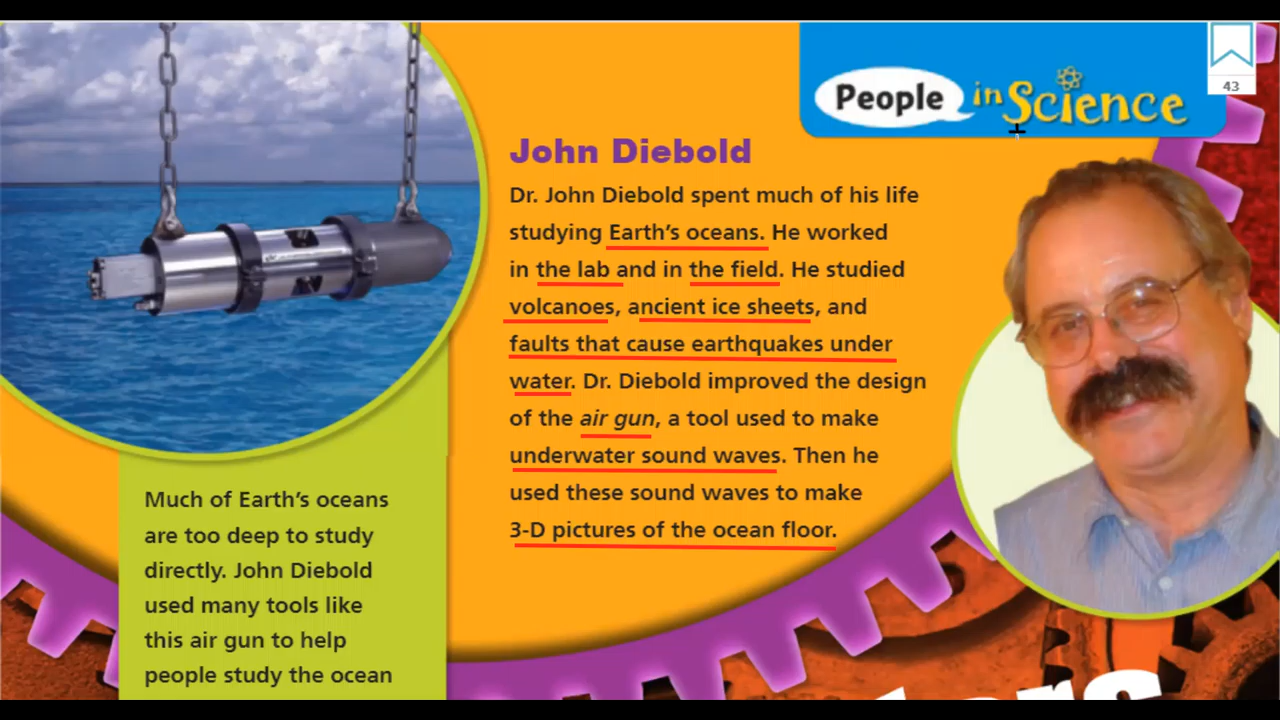 People in Science
43
John Diebold
Dr. John Diebold spent much of his life
studying Earth's oceans. He worked
in the lab and in the field. He studied
volcanoes, ancient ice sheets, and
faults that cause earthquakes under
water. Dr. Diebold improved the design
of the air gun, a tool used to make
underwater sound waves. Then he
used these sound waves to make
3-D pictures of the ocean floor.
Much of Earth's oceans
are too deep to study
directly. John Diebold
used many tools like
this air gun to help
people study the ocean